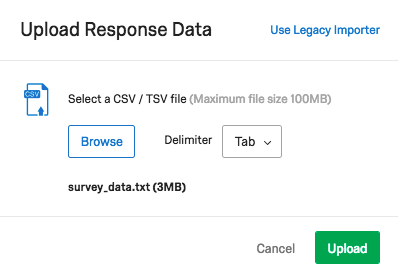 Upload Response Data
Use Legacy Importer
CSV
Select a CSV / TSV file (Maximum file size 100MB)
Browse
Delimiter
Tab
survey_data.txt (3MB)
Cancel
Upload